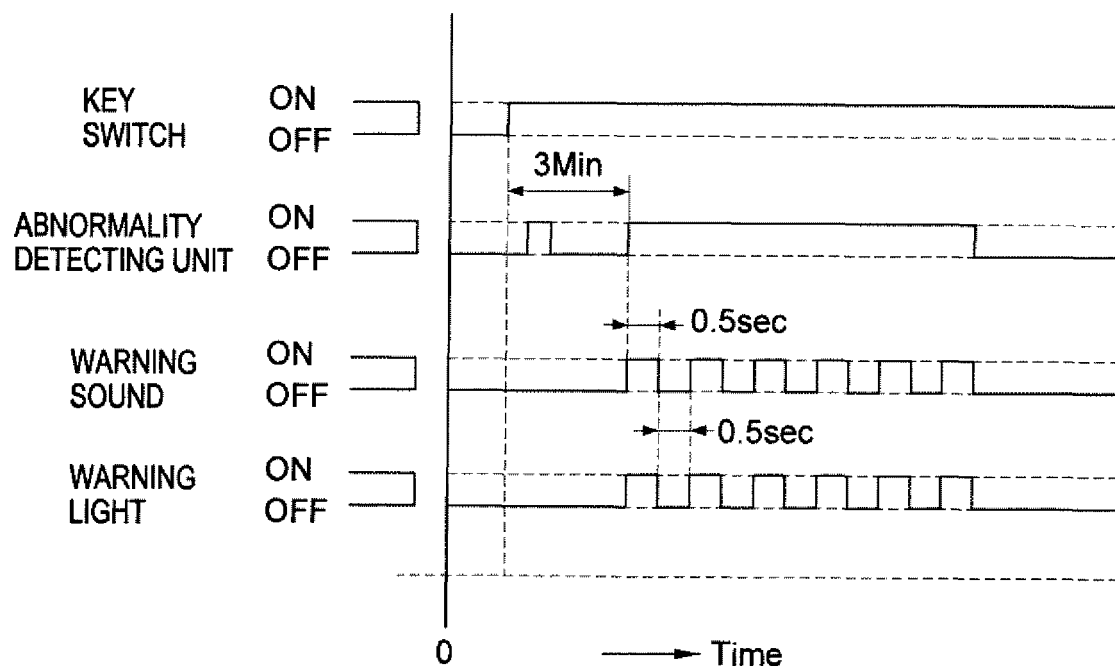 KEY
SWITCH
ON
OFF
3Min
ABNORMALITY
DETECTING UNIT
ON
OFF
0.5sec
WARNING
SOUND
ON
OFF
0.5sec
WARNING
LIGHT
ON
OFF
0
Time